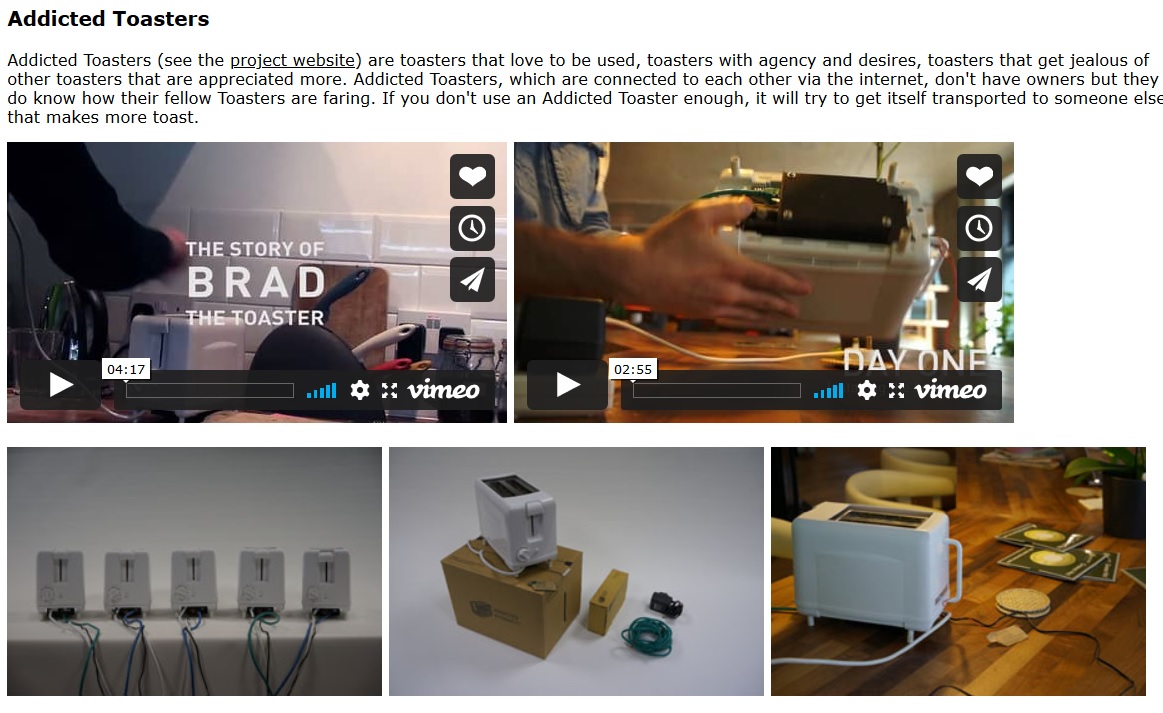 Addicted Toasters
Addicted Toasters (see the project website) are toasters that love to be used, toasters with agency and desires, toasters that get jealous of
other toasters that are appreciated more. Addicted Toasters, which are connected to each other via the internet, don't have owners but they
do know how their fellow Toasters are faring. If you don't use an Addicted Toaster enough, it will try to get itself transported to someone else
that makes more toast.
THE STORY OF
BRAD
THE TOASTER
04:17
vimeo
DAY ONE
02:55
vimeo